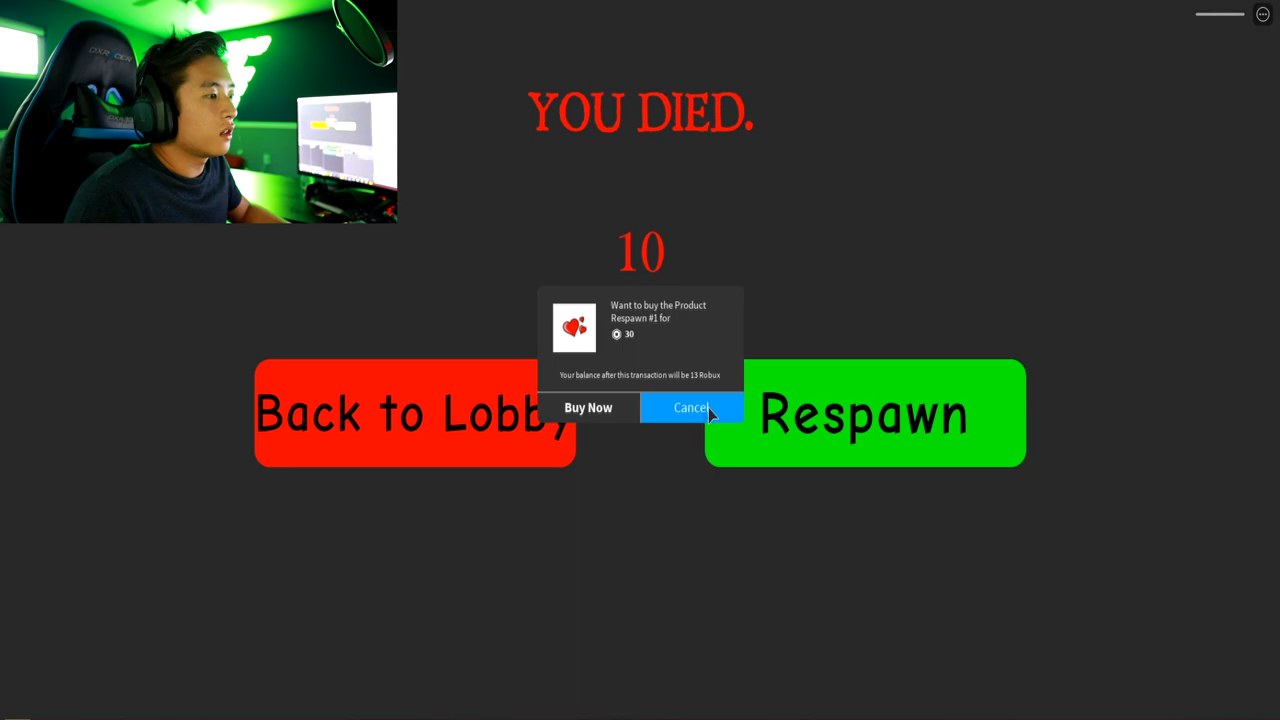 YOU DIED.
10
Want to buy the Product
Respawn #1 for
30
Your balance after this transaction will be 13 Robux
Buy Now
Cancel
Back to Lobby
Respawn